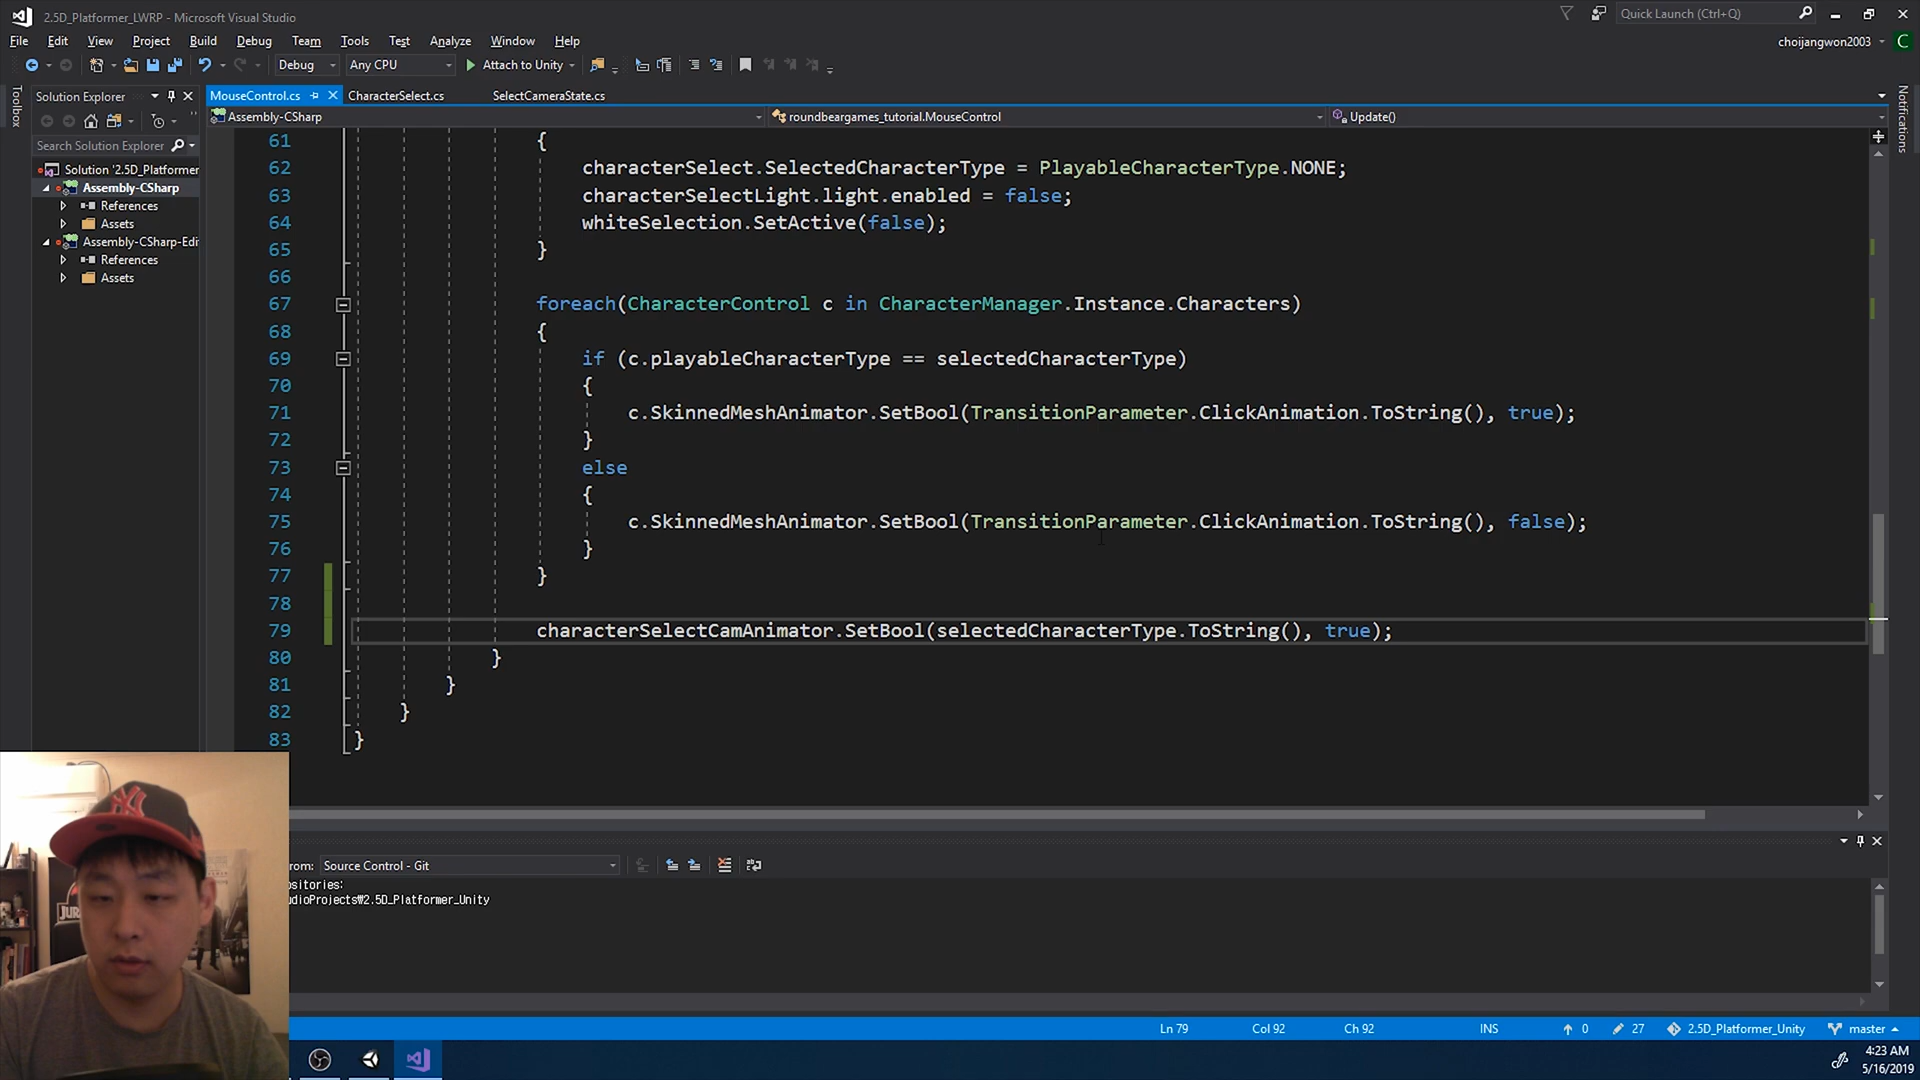 2.5D_Platformer_LWRP - Microsoft Visual Studio
Quick Launch (Ctrl+Q)
File Edit View Project Build Debug Team Tools Test Analyze Window Help
choijangwon2003
C
Debug Any CPU Attach to Unity
Toolbox
Solution Explorer
MouseControl.cs CharacterSelect.cs SelectCameraState.cs
Notifications
Assembly-CSharp roundbeargames_tutorial.MouseControl Update()
Search Solution Explorer
Solution '2.5D_Platformer
Assembly-CSharp
References
Assets
Assembly-CSharp-Edi
References
Assets
61 {
62 characterSelect.SelectedCharacterType = PlayableCharacterType.NONE;
63 characterSelectLight.light.enabled = false;
64 whiteSelection.SetActive(false);
65 }
66
67 foreach(CharacterControl c in CharacterManager.Instance.Characters)
68 {
69 if (c.playableCharacterType == selectedCharacterType)
70 {
71 c.SkinnedMeshAnimator.SetBool(TransitionParameter.ClickAnimation.ToString(), true);
72 }
73 else
74 {
75 c.SkinnedMeshAnimator.SetBool(TransitionParameter.ClickAnimation.ToString(), false);
76 }
77 }
78
79 characterSelectCamAnimator.SetBool(selectedCharacterType.ToString(), true);
80 }
81 }
82 }
83 }
rom: Source Control - Git
ositories:
udioProjects₩2.5D_Platformer_Unity
Ln 79 Col 92 Ch 92 INS 0 27 2.5D_Platformer_Unity master
4:23 AM
5/16/2019